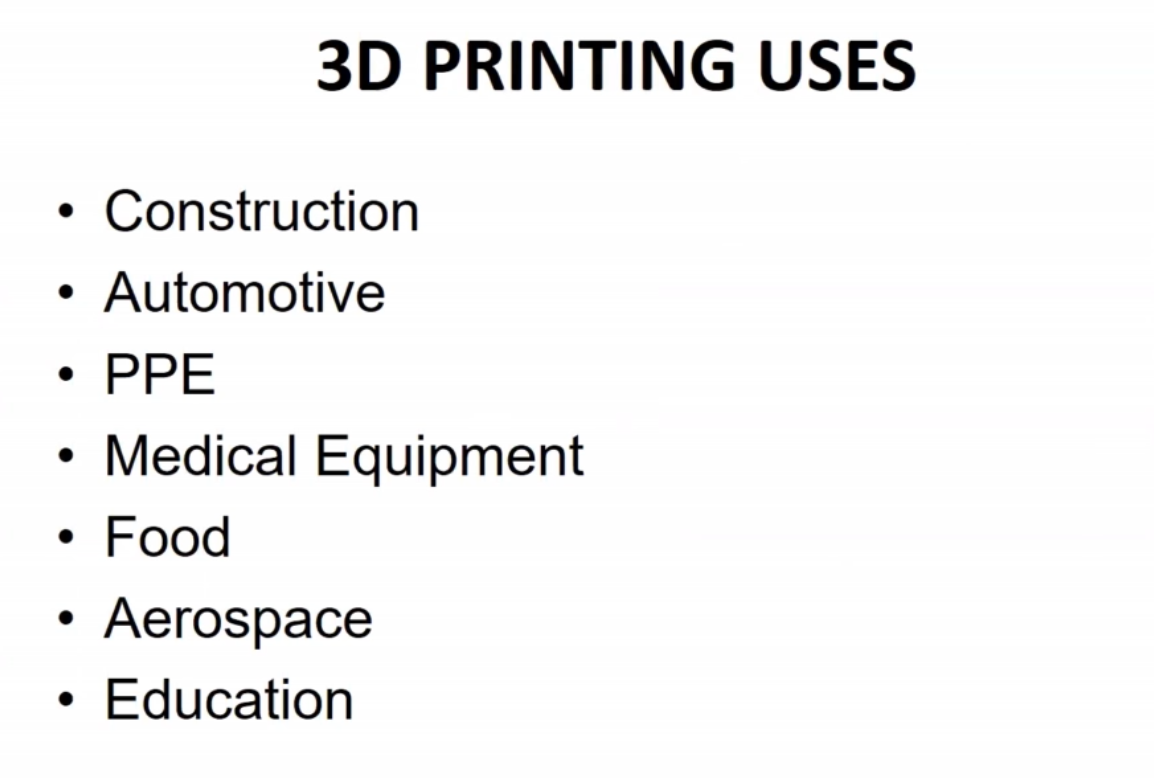 3D PRINTING USES
• Construction
• Automotive
• PPE
• Medical Equipment
• Food
• Aerospace
• Education